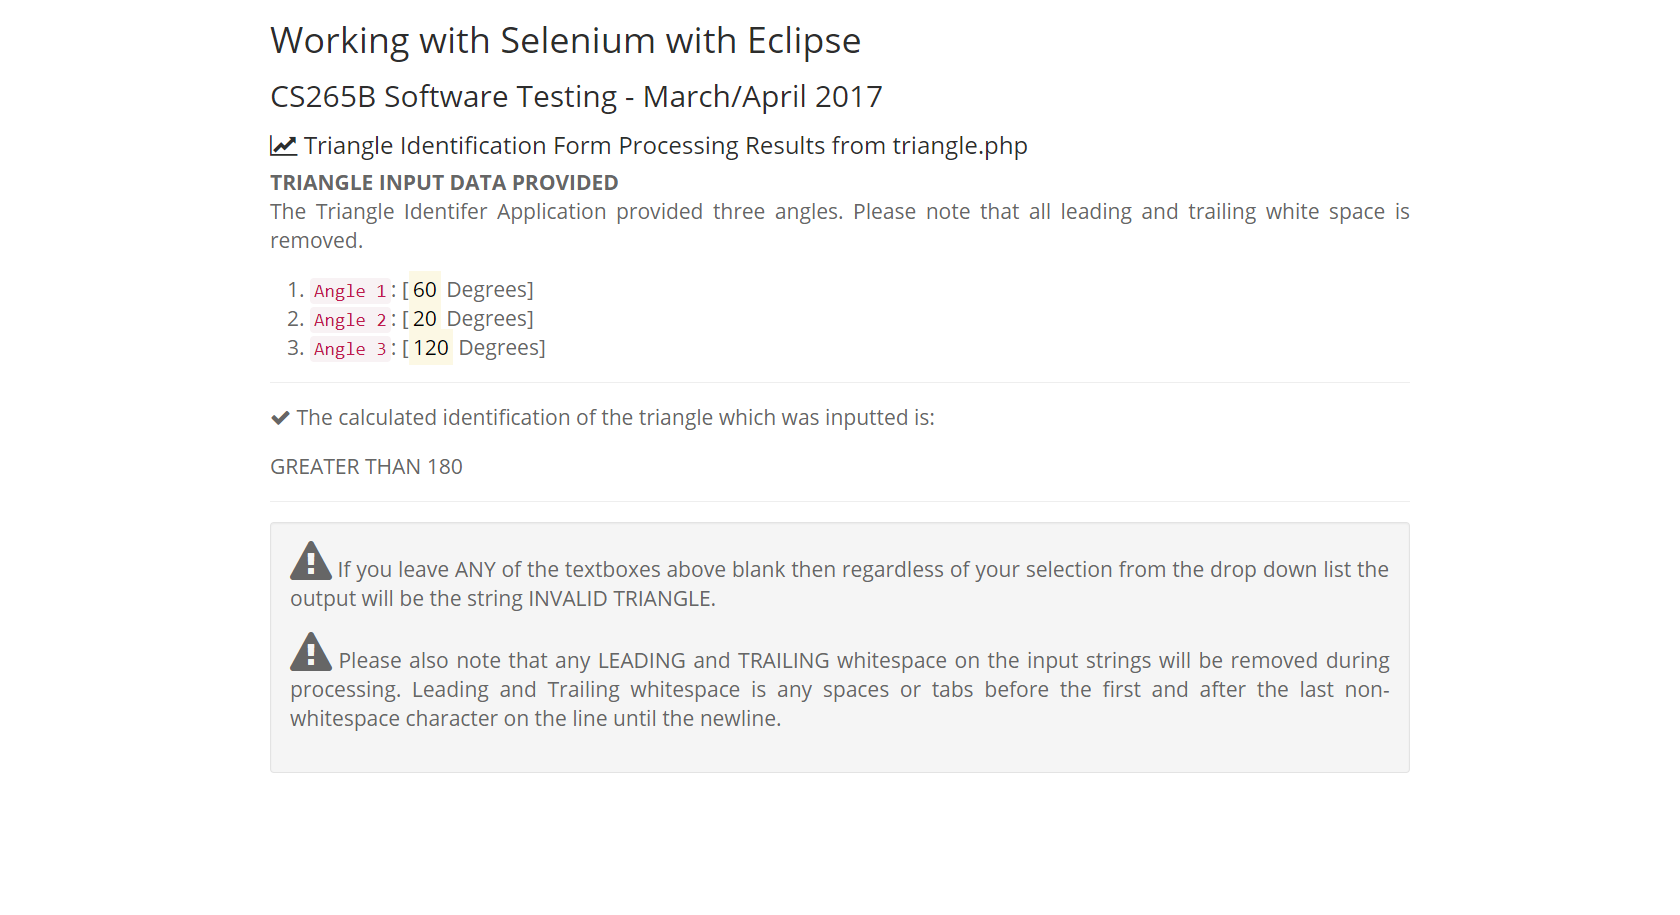 Working with Selenium with Eclipse
CS265B Software Testing - March/April 2017
Triangle Identification Form Processing Results from triangle.php
TRIANGLE INPUT DATA PROVIDED
The Triangle Identifer Application provided three angles. Please note that all leading and trailing white space is
removed.
1. Angle 1: [60 Degrees]
2. Angle 2: [20 Degrees]
3. Angle 3: [120 Degrees]
The calculated identification of the triangle which was inputted is:
GREATER THAN 180
If you leave ANY of the textboxes above blank then regardless of your selection from the drop down list the
output will be the string INVALID TRIANGLE.
Please also note that any LEADING and TRAILING whitespace on the input strings will be removed during
processing. Leading and Trailing whitespace is any spaces or tabs before the first and after the last non-
whitespace character on the line until the newline.